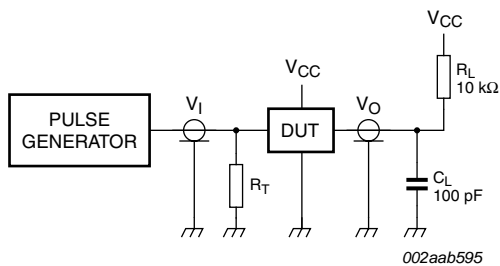 VCC
RL
10 kΩ
VCC
PULSE
GENERATOR
VI
DUT
VO
RT
CL
100 pF
002aab595